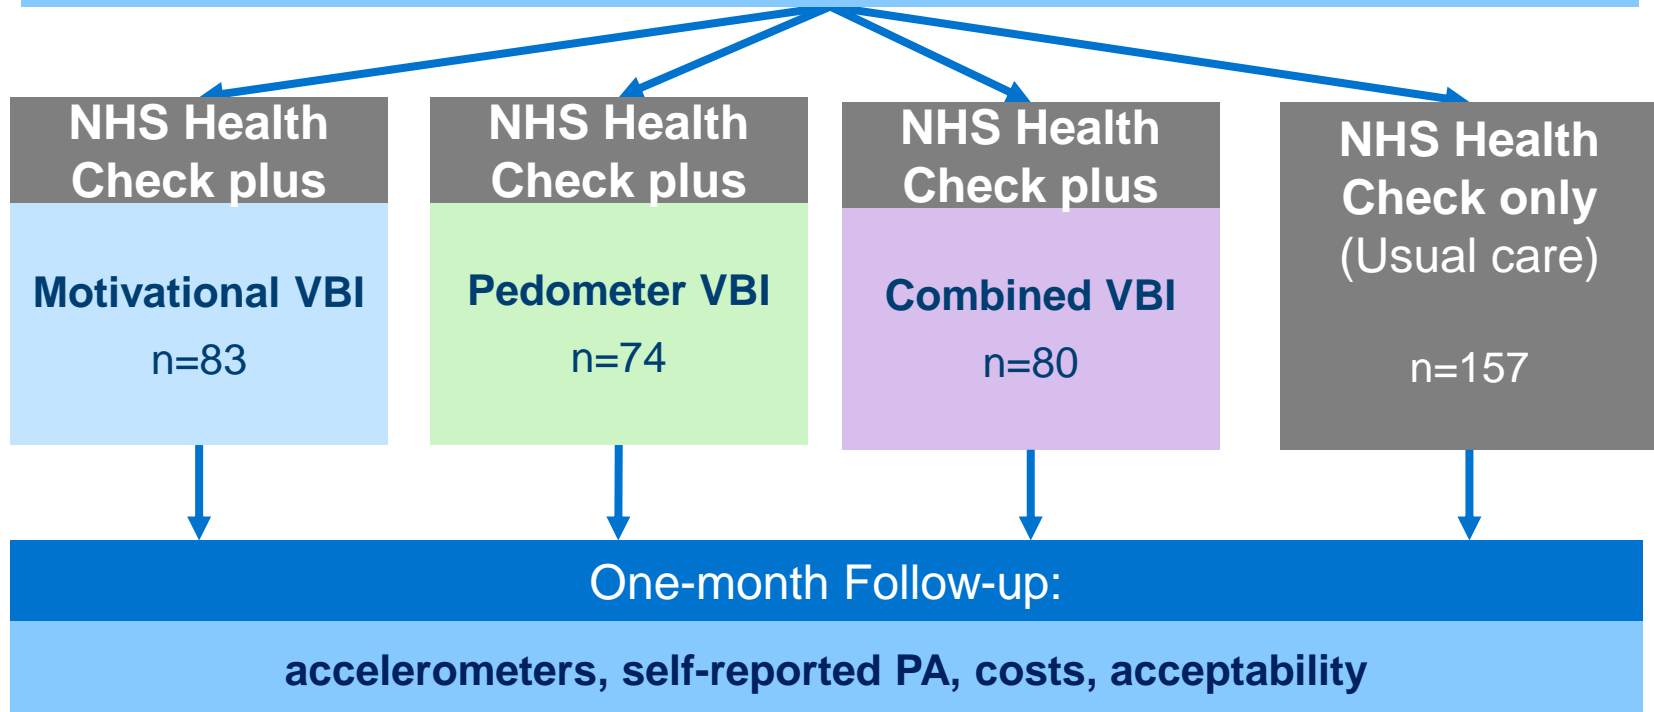 NHS Health
Check plus
Motivational VBI
n=83
NHS Health
Check plus
Pedometer VBI
n=74
NHS Health
Check plus
Combined VBI
n=80
NHS Health
Check only
(Usual care)
n=157
One-month Follow-up:
accelerometers, self-reported PA, costs, acceptability